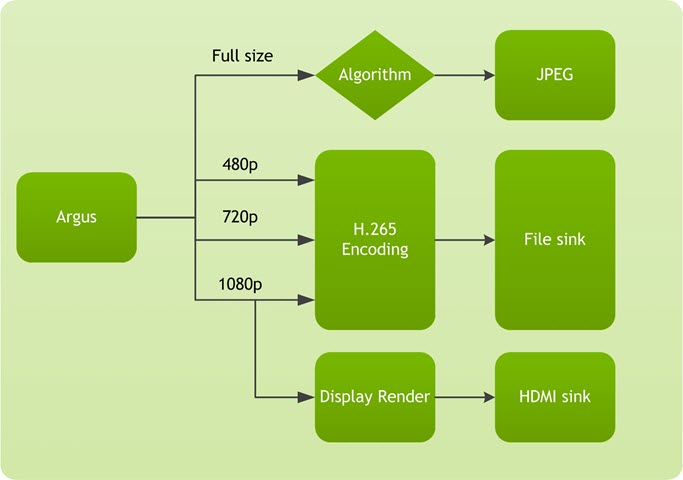 Full size
Algorithm
JPEG
480p
Argus
720p
H.265
Encoding
File sink
1080p
Display Render
HDMI sink